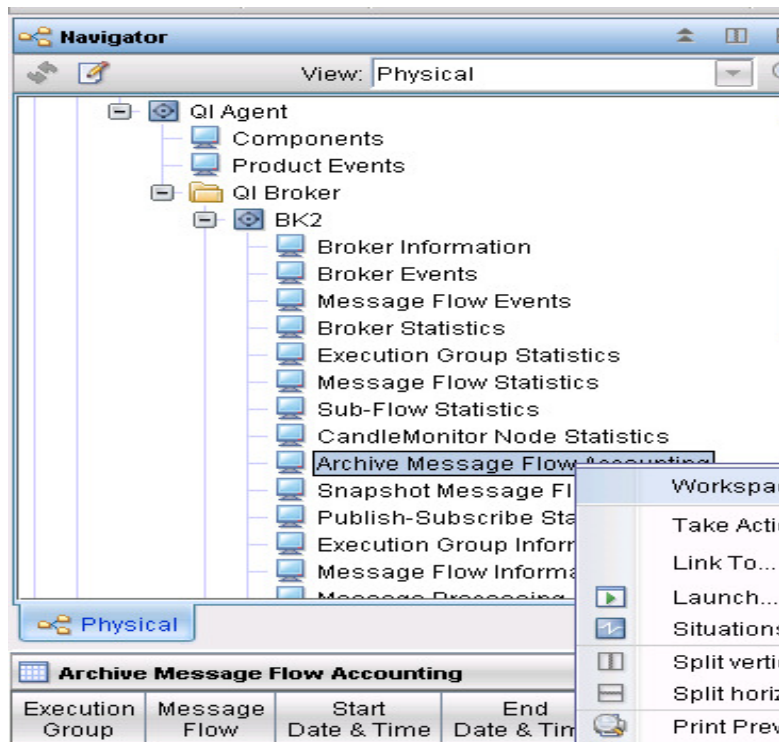 Navigator
View: Physical
QI Agent
Components
Product Events
QI Broker
BK2
Broker Information
Broker Events
Message Flow Events
Broker Statistics
Execution Group Statistics
Message Flow Statistics
Sub-Flow Statistics
CandleMonitor Node Statistics
Archive Message Flow Accounting
Snapshot Message Fl
Publish-Subscribe Sta
Execution Group Inforr
Message Flow Informa
Message Processing
Workspa
Take Acti
Link To...
Launch...
Situations
Split verti
Split horiz
Print Prev
Physical
Archive Message Flow Accounting
Execution Group
Message Flow
Start Date & Time
End Date & Tim